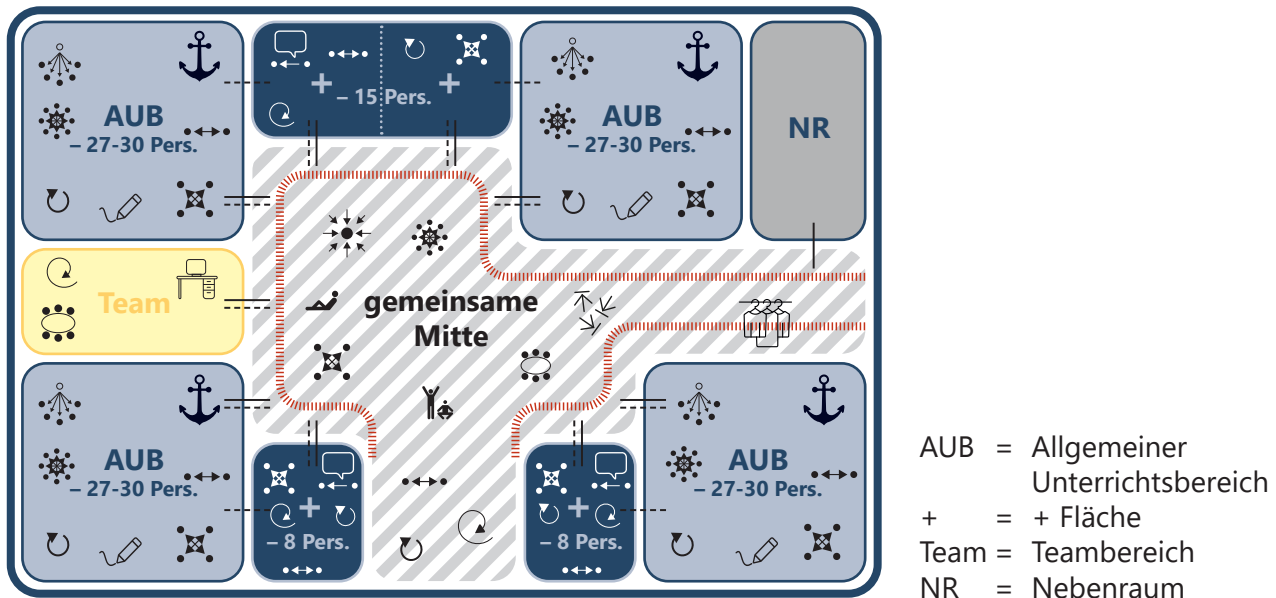 AUB
– 27-30 Pers.
+ +
– 15 Pers.
AUB
– 27-30 Pers.
NR
Team
gemeinsame
Mitte
AUB
– 27-30 Pers.
+
– 8 Pers.
+
– 8 Pers.
AUB
– 27-30 Pers.
AUB = Allgemeiner
Unterrichtsbereich
+ = + Fläche
Team = Teambereich
NR = Nebenraum